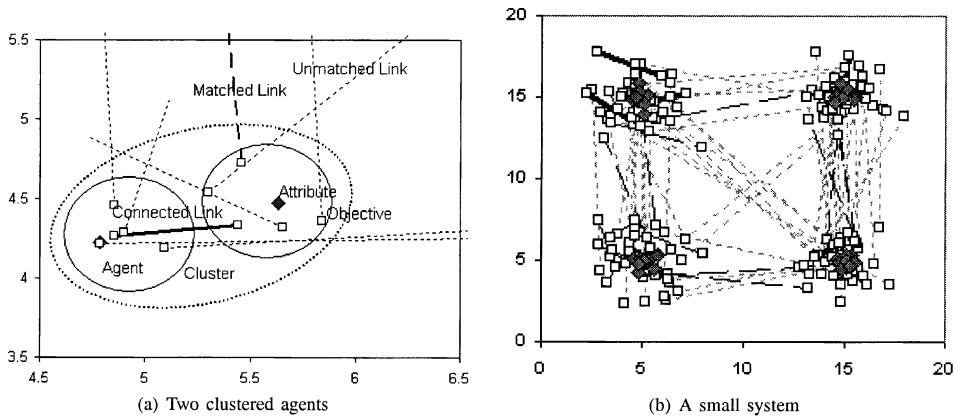 5.5
5
4.5
4
3.5
4.5
5
5.5
6
6.5
Unmatched Link
Matched Link
Attribute
Connected Link
Objective
Agent
Cluster
(a) Two clustered agents
20
15
10
5
0
0
5
10
15
20
(b) A small system